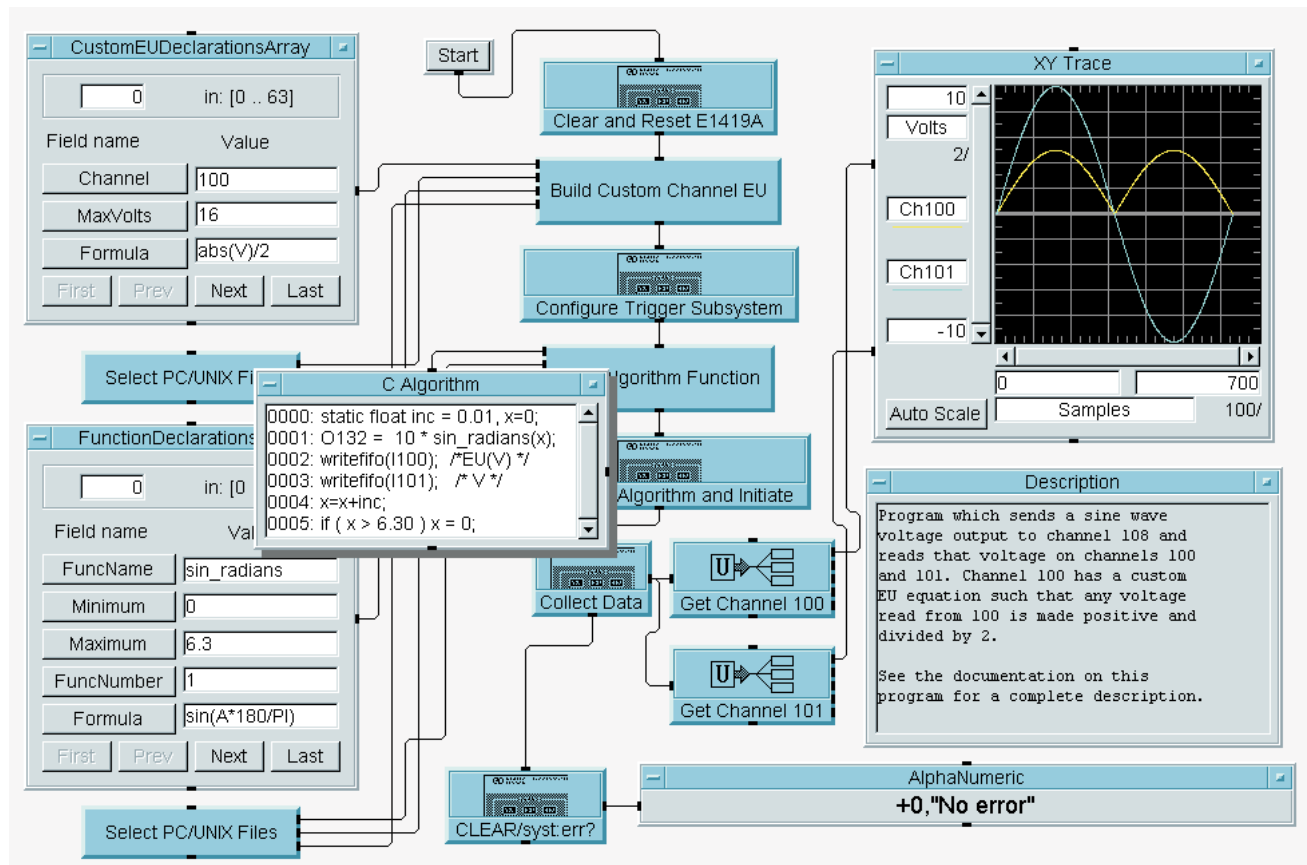 CustomEUDeclarationsArray
0 in: [0 .. 63]
Field name Value
Channel 100
MaxVolts 16
Formula abs(V)/2
First Prev Next Last
Select PC/UNIX Fi
FunctionDeclarations
0 in: [0
Field name Val
FuncName sin_radians
Minimum 0
Maximum 6.3
FuncNumber 1
Formula sin(A*180/PI)
First Prev Next Last
Select PC/UNIX Files
Start
Clear and Reset E1419A
Build Custom Channel EU
Configure Trigger Subsystem
lgorithm Function
C Algorithm
0000: static float inc = 0.01, x=0;
0001: O132 =  10 * sin_radians(x);
0002: writefifo(I100);  /*EU(V) */
0003: writefifo(I101);   /* V */
0004: x=x+inc;
0005: if ( x > 6.30 ) x = 0;
Algorithm and Initiate
Collect Data
U
Get Channel 100
U
Get Channel 101
CLEAR/syst:err?
XY Trace
10
Volts
2/
Ch100
Ch101
-10
0 700
Auto Scale Samples 100/
Description
Program which sends a sine wave
voltage output to channel 108 and
reads that voltage on channels 100
and 101. Channel 100 has a custom
EU equation such that any voltage
read from 100 is made positive and
divided by 2.
See the documentation on this
program for a complete description.
AlphaNumeric
+0,"No error"